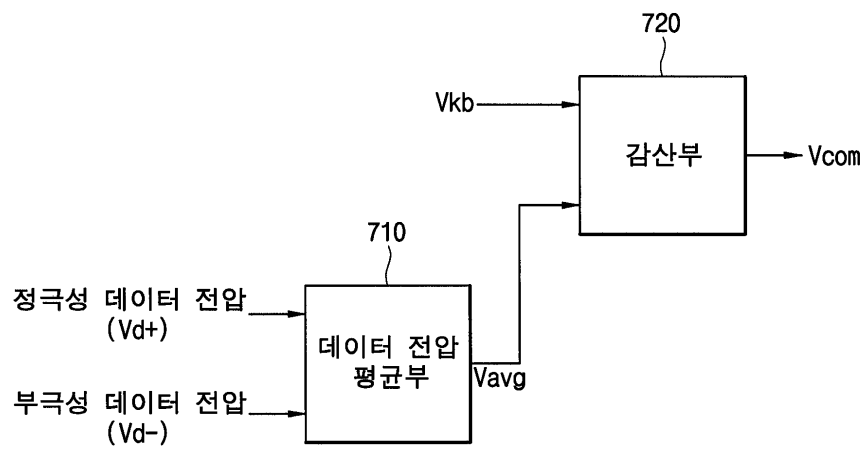 720
Vkb
감산부
Vcom
710
정극성 데이터 전압
(Vd+)
데이터 전압
평균부
Vavg
부극성 데이터 전압
(Vd-)